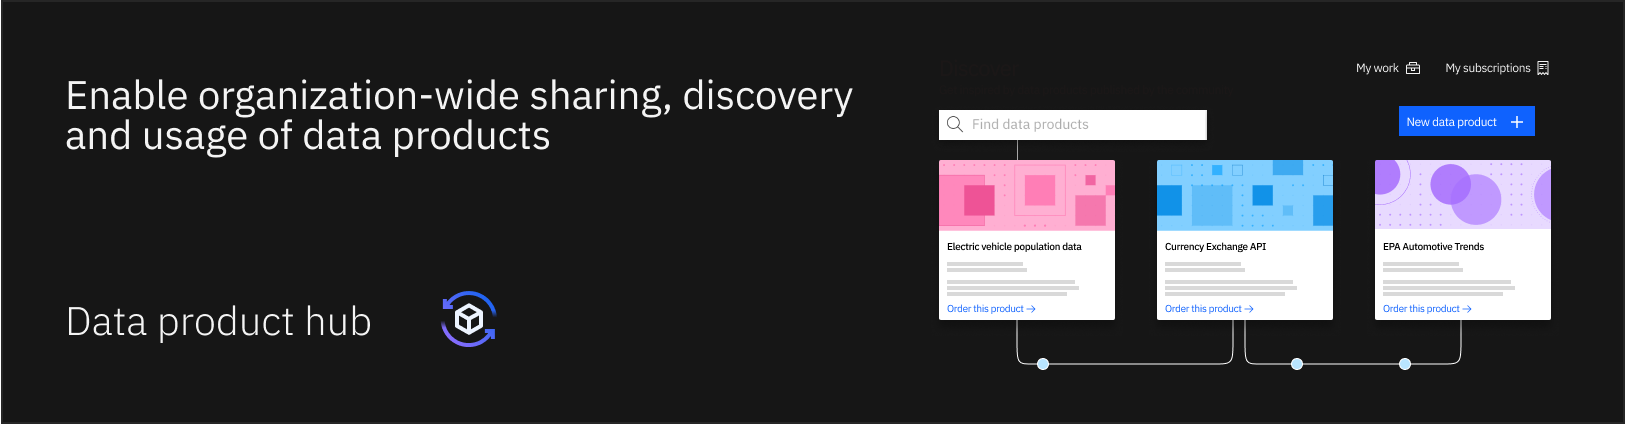 Enable organization-wide sharing, discovery
and usage of data products
Data product hub
My work
My subscriptions
Find data products
New data product
Electric vehicle population data
Order this product
Currency Exchange API
Order this product
EPA Automotive Trends
Order this product